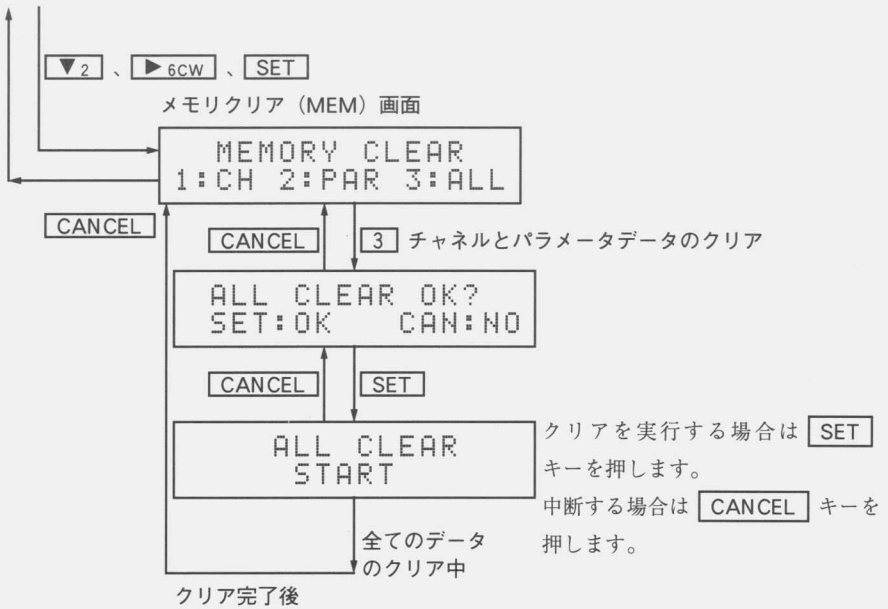 ▼2 、 ▶6CW 、 SET
メモリクリア（MEM）画面
MEMORY CLEAR
1:CH 2:PAR 3:ALL
CANCEL
CANCEL 3 チャネルとパラメータデータのクリア
ALL CLEAR OK?
SET:OK CAN:NO
CANCEL SET
ALL CLEAR
START
クリアを実行する場合は SET
キーを押します。
中断する場合は CANCEL キーを
押します。
全てのデータ
のクリア中
クリア完了後